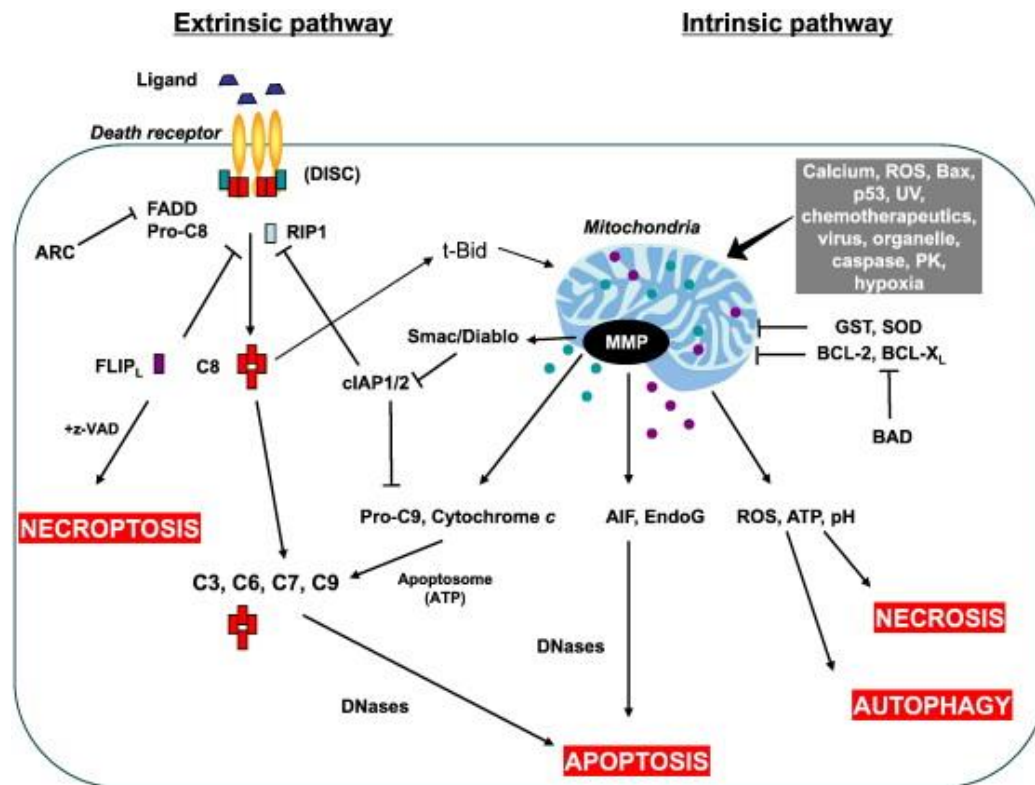 Extrinsic pathway
Intrinsic pathway
Ligand
Death receptor
(DISC)
FADD
Pro-C8
ARC
RIP1
t-Bid
Mitochondria
Calcium, ROS, Bax,
p53, UV,
chemotherapeutics,
virus, organelle,
caspase, PK,
hypoxia
Smac/Diablo
MMP
GST, SOD
BCL-2, BCL-XL
FLIPL
C8
cIAP1/2
BAD
+z-VAD
NECROPTOSIS
Pro-C9, Cytochrome c
AIF, EndoG
ROS, ATP, pH
C3, C6, C7, C9
Apoptosome
(ATP)
NECROSIS
DNases
DNases
AUTOPHAGY
APOPTOSIS